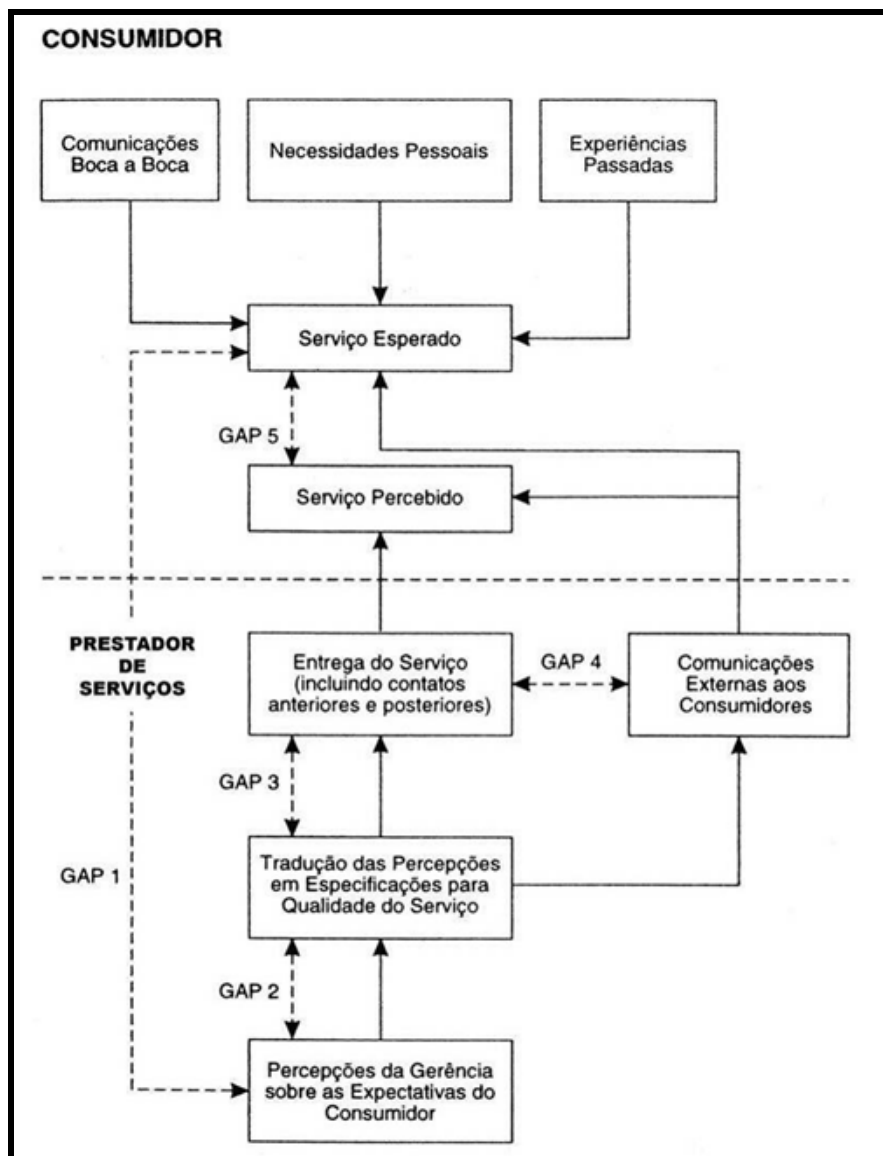 CONSUMIDOR
Comunicações
Boca a Boca
Necessidades Pessoais
Experiências
Passadas
Serviço Esperado
GAP 5
Serviço Percebido
PRESTADOR
DE
SERVIÇOS
Entrega do Serviço
(incluindo contatos
anteriores e posteriores)
GAP 4
Comunicações
Externas aos
Consumidores
GAP 3
GAP 1
Tradução das Percepções
em Especificações para
Qualidade do Serviço
GAP 2
Percepções da Gerência
sobre as Expectativas do
Consumidor